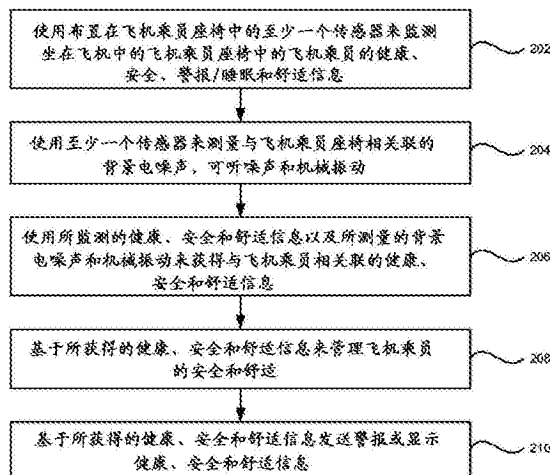 使用布置在飞机乘员座椅中的至少一个传感器来监测
坐在飞机中的飞机乘员座椅中的飞机乘员的健康、
安全、警报/睡眠和舒适信息
202
使用至少一个传感器来测量与飞机乘员座椅相关联的
背景电噪声，可听噪声和机械振动
204
使用所监测的健康、安全和舒适信息以及所测量的背景
电噪声和机械振动来获得与飞机乘员相关联的健康、
安全和舒适信息
206
基于所获得的健康、安全和舒适信息来管理飞机乘员
的安全和舒适
208
基于所获得的健康、安全和舒适信息发送警报或显示
健康、安全和舒适信息
210